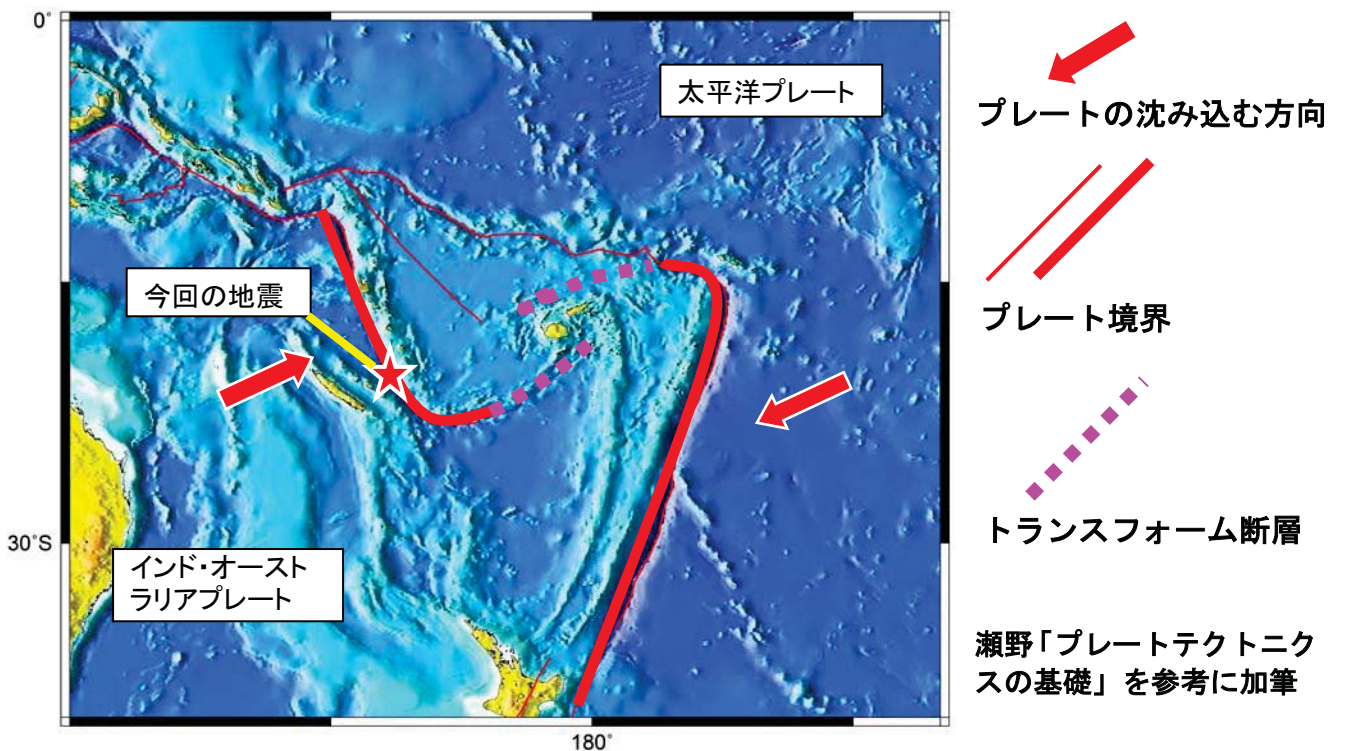 0°
太平洋プレート
今回の地震
インド・オースト
ラリアプレート
30°S
180°
プレートの沈み込む方向
プレート境界
トランスフォーム断層
瀬野「プレートテクトニク
スの基礎」を参考に加筆